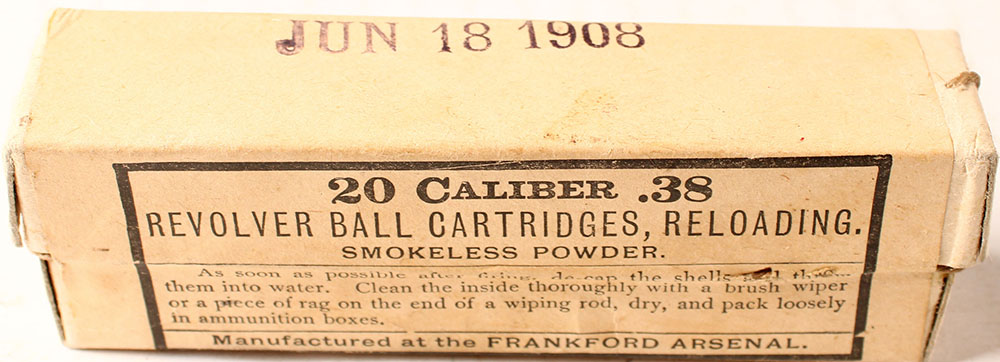 JUN 18 1908
20 CALIBER .38
REVOLVER BALL CARTRIDGES, RELOADING.
SMOKELESS POWDER.
As soon as possible after firing, de-cap the shells and
them into water. Clean the inside thoroughly with a brush wiper
or a piece of rag on the end of a wiping rod, dry, and pack loosely
in ammunition boxes.
Manufactured at the FRANKFORD ARSENAL.